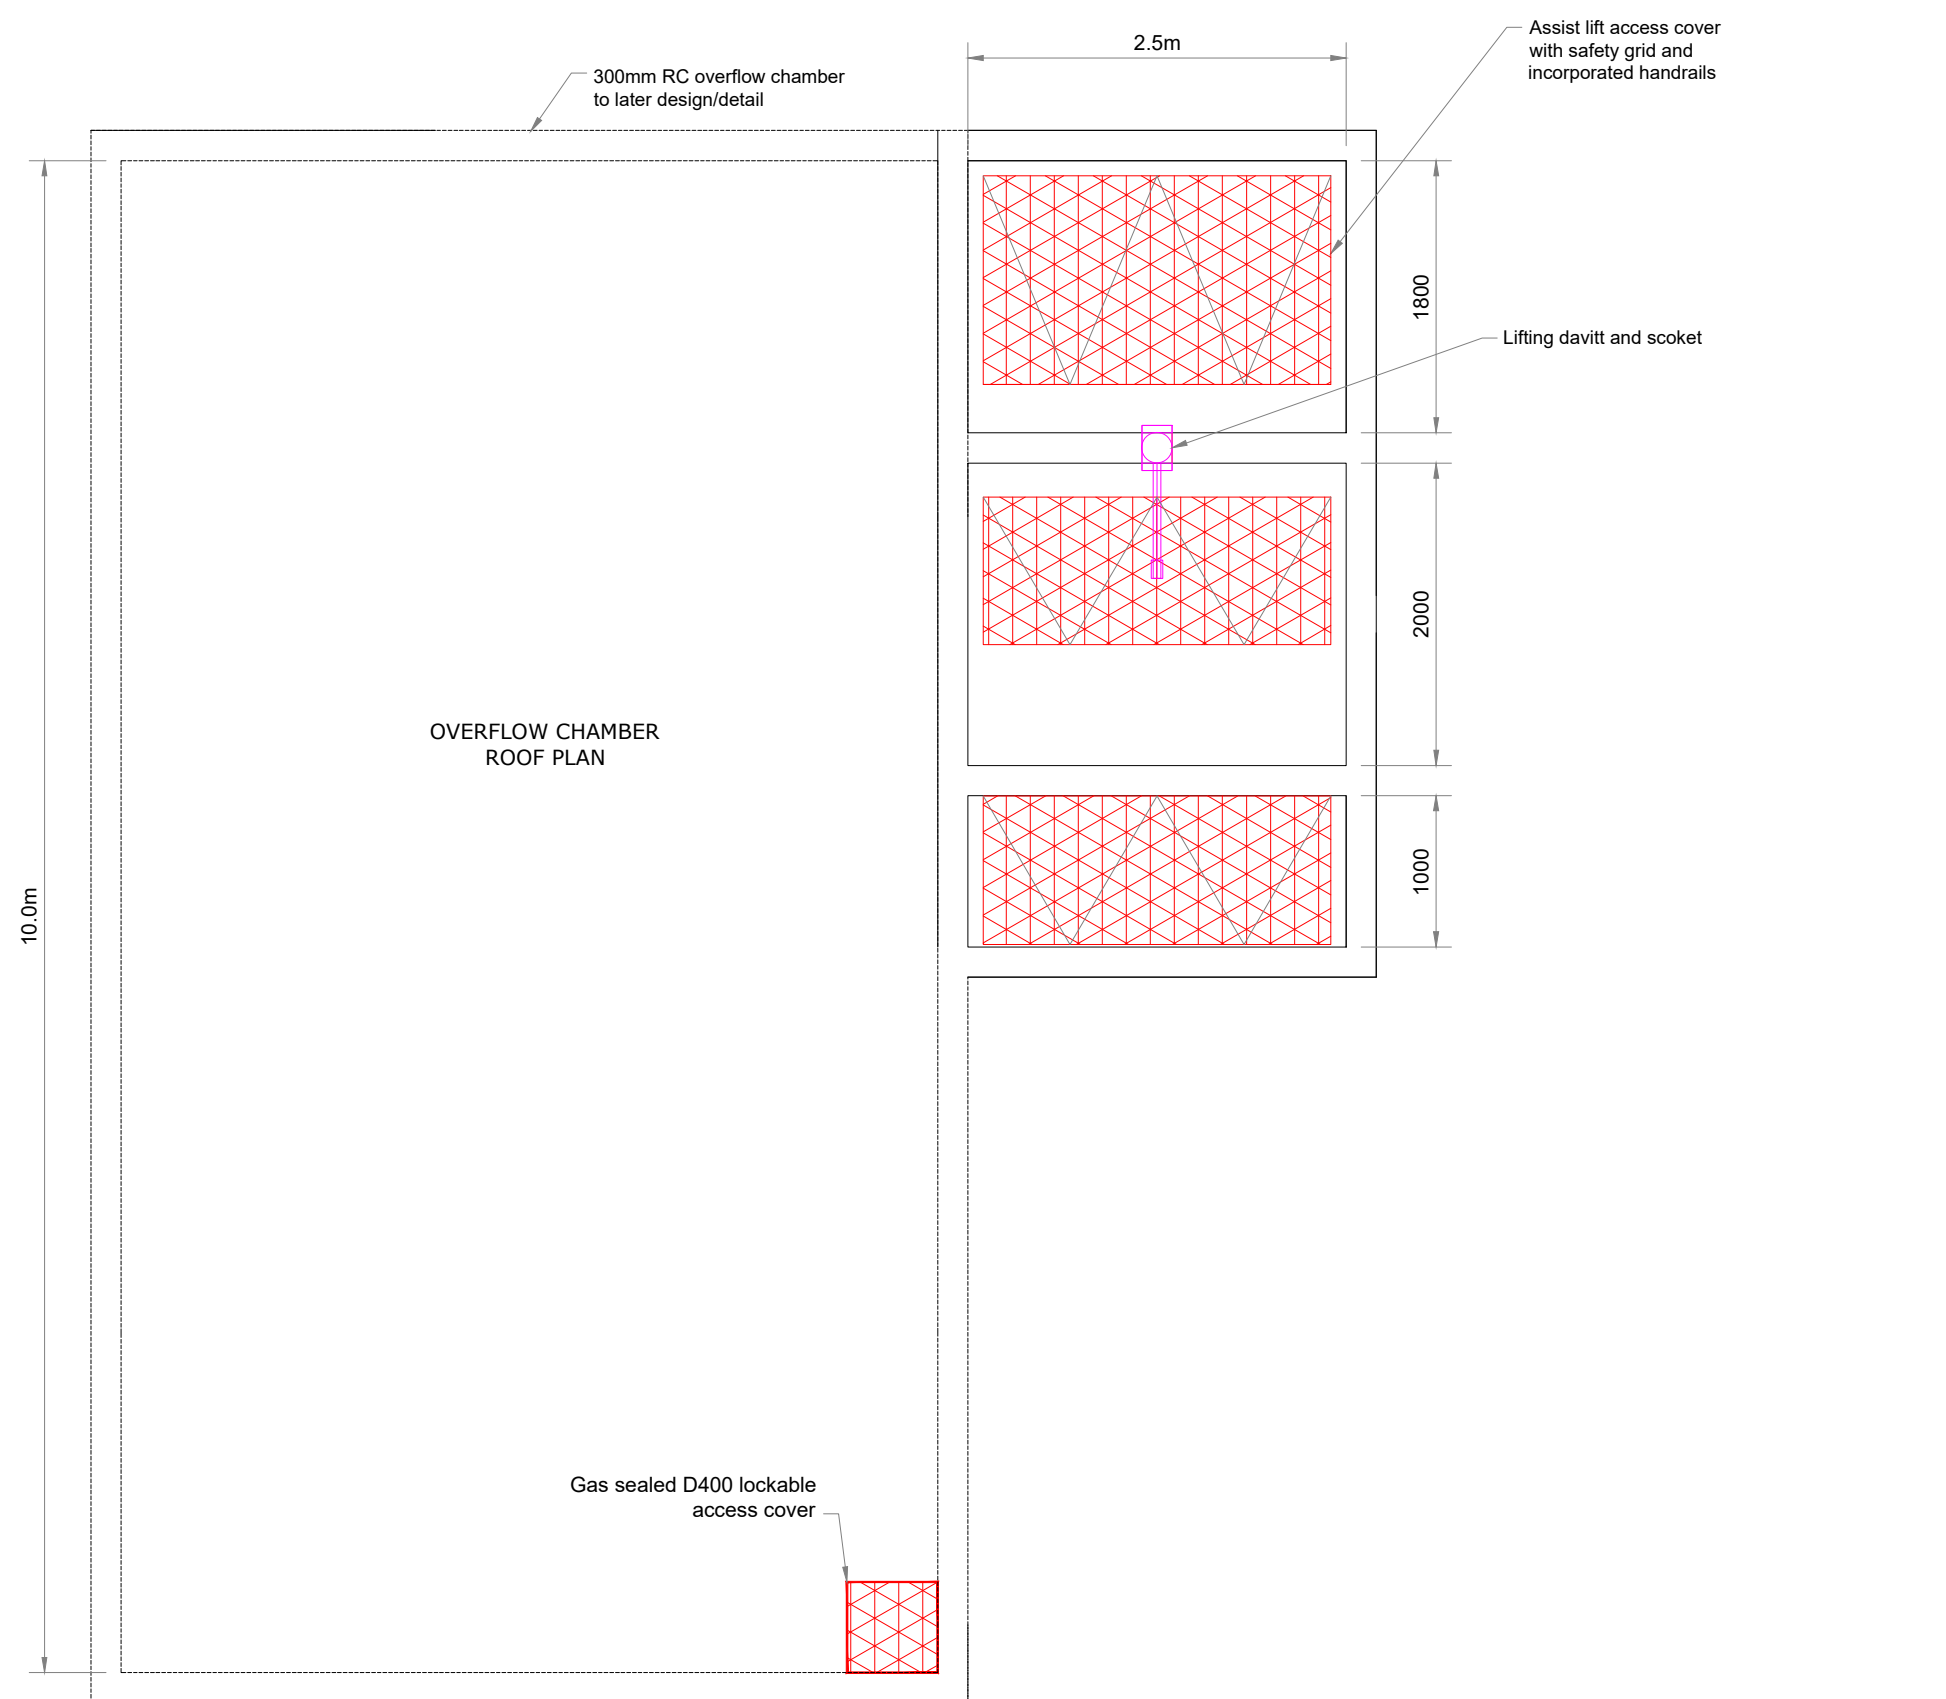 2.5m
Assist lift access cover
with safety grid and
incorporated handrails
300mm RC overflow chamber
to later design/detail
1800
Lifting davitt and scoket
2000
OVERFLOW CHAMBER
ROOF PLAN
1000
10.0m
Gas sealed D400 lockable
access cover